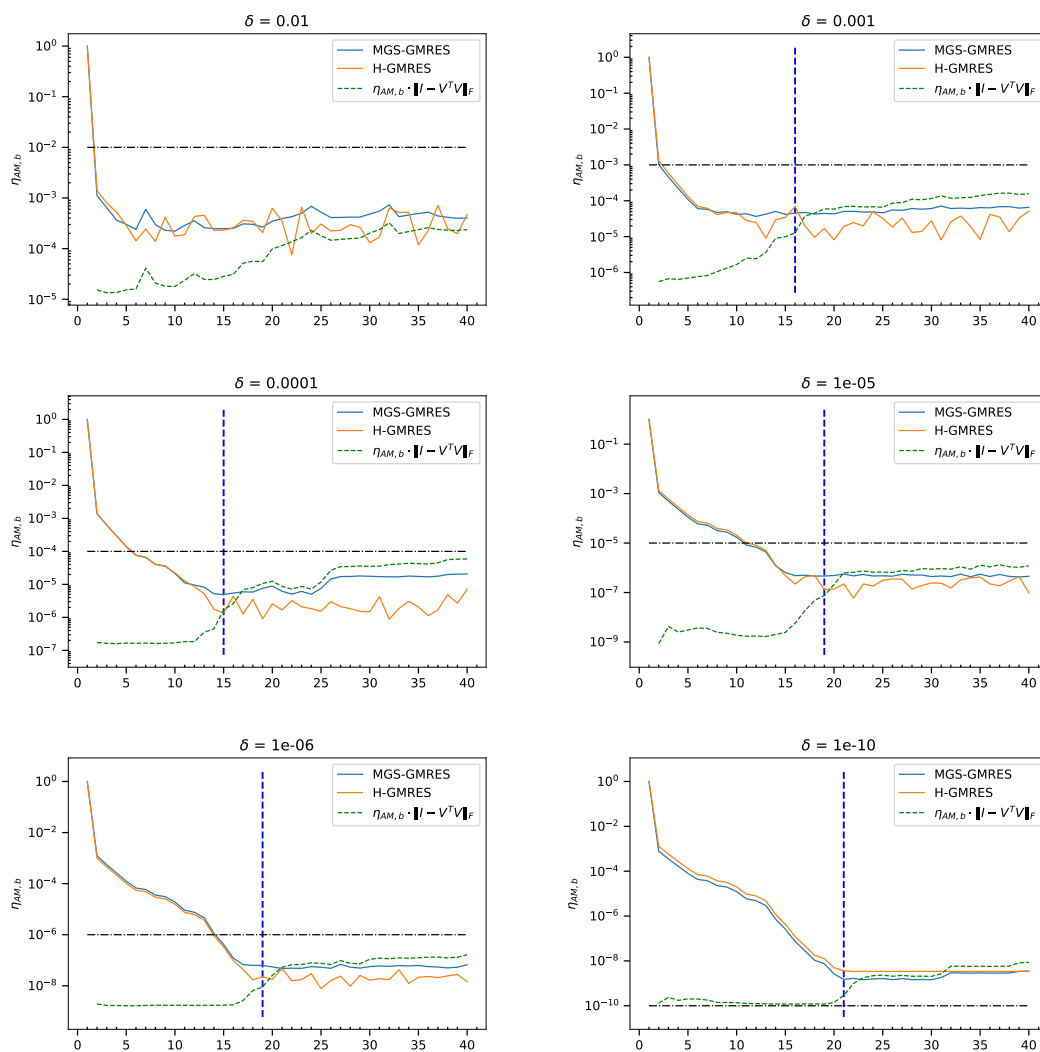 δ = 0.01
10^0
10^-1
10^-2
10^-3
10^-4
10^-5
η_{AM,b}
MGS-GMRES
H-GMRES
η_{AM,b} · ‖I − V^T V‖_F
0 5 10 15 20 25 30 35 40
δ = 0.001
10^0
10^-1
10^-2
10^-3
10^-4
10^-5
10^-6
η_{AM,b}
MGS-GMRES
H-GMRES
η_{AM,b} · ‖I − V^T V‖_F
0 5 10 15 20 25 30 35 40
δ = 0.0001
10^0
10^-1
10^-2
10^-3
10^-4
10^-5
10^-6
10^-7
η_{AM,b}
MGS-GMRES
H-GMRES
η_{AM,b} · ‖I − V^T V‖_F
0 5 10 15 20 25 30 35 40
δ = 1e-05
10^-1
10^-3
10^-5
10^-7
10^-9
η_{AM,b}
MGS-GMRES
H-GMRES
η_{AM,b} · ‖I − V^T V‖_F
0 5 10 15 20 25 30 35 40
δ = 1e-06
10^0
10^-2
10^-4
10^-6
10^-8
η_{AM,b}
MGS-GMRES
H-GMRES
η_{AM,b} · ‖I − V^T V‖_F
0 5 10 15 20 25 30 35 40
δ = 1e-10
10^0
10^-2
10^-4
10^-6
10^-8
10^-10
η_{AM,b}
MGS-GMRES
H-GMRES
η_{AM,b} · ‖I − V^T V‖_F
0 5 10 15 20 25 30 35 40